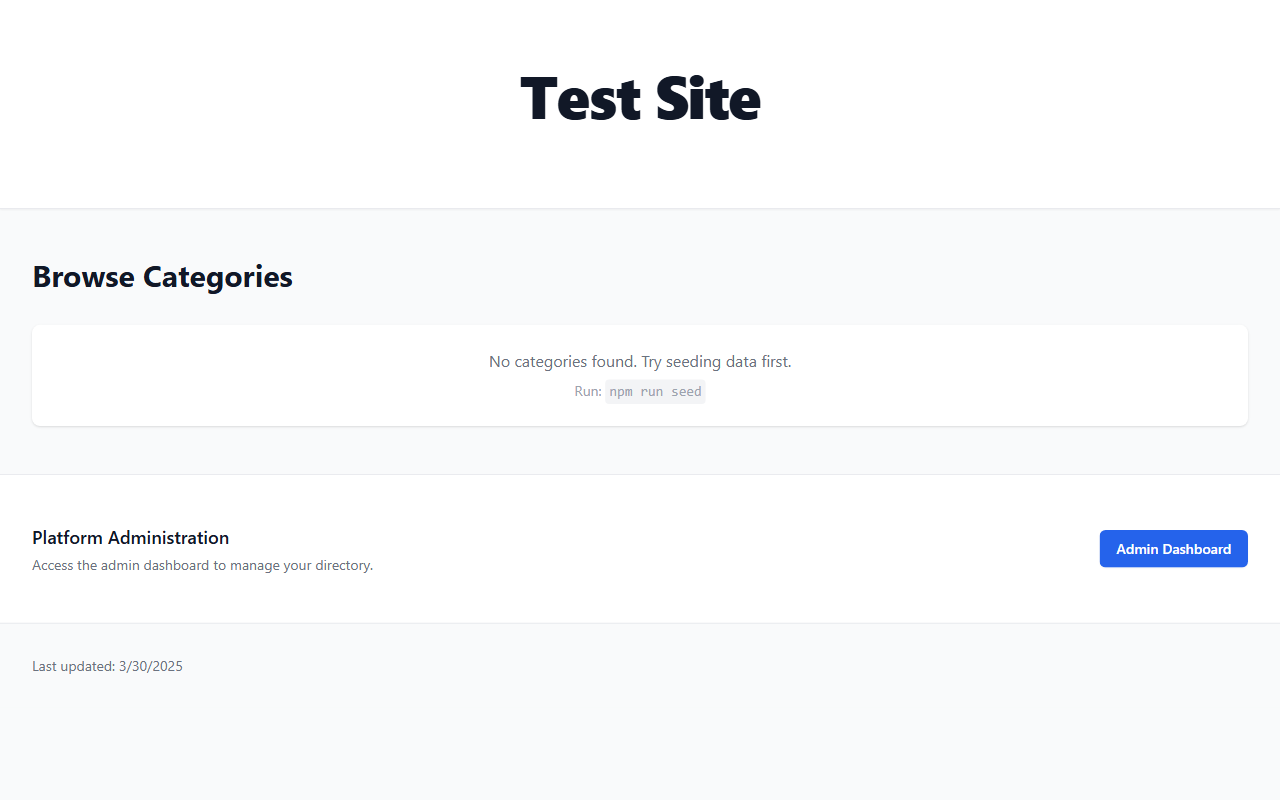 Test Site
Browse Categories
No categories found. Try seeding data first.
Run: npm run seed
Platform Administration
Access the admin dashboard to manage your directory.
Admin Dashboard
Last updated: 3/30/2025